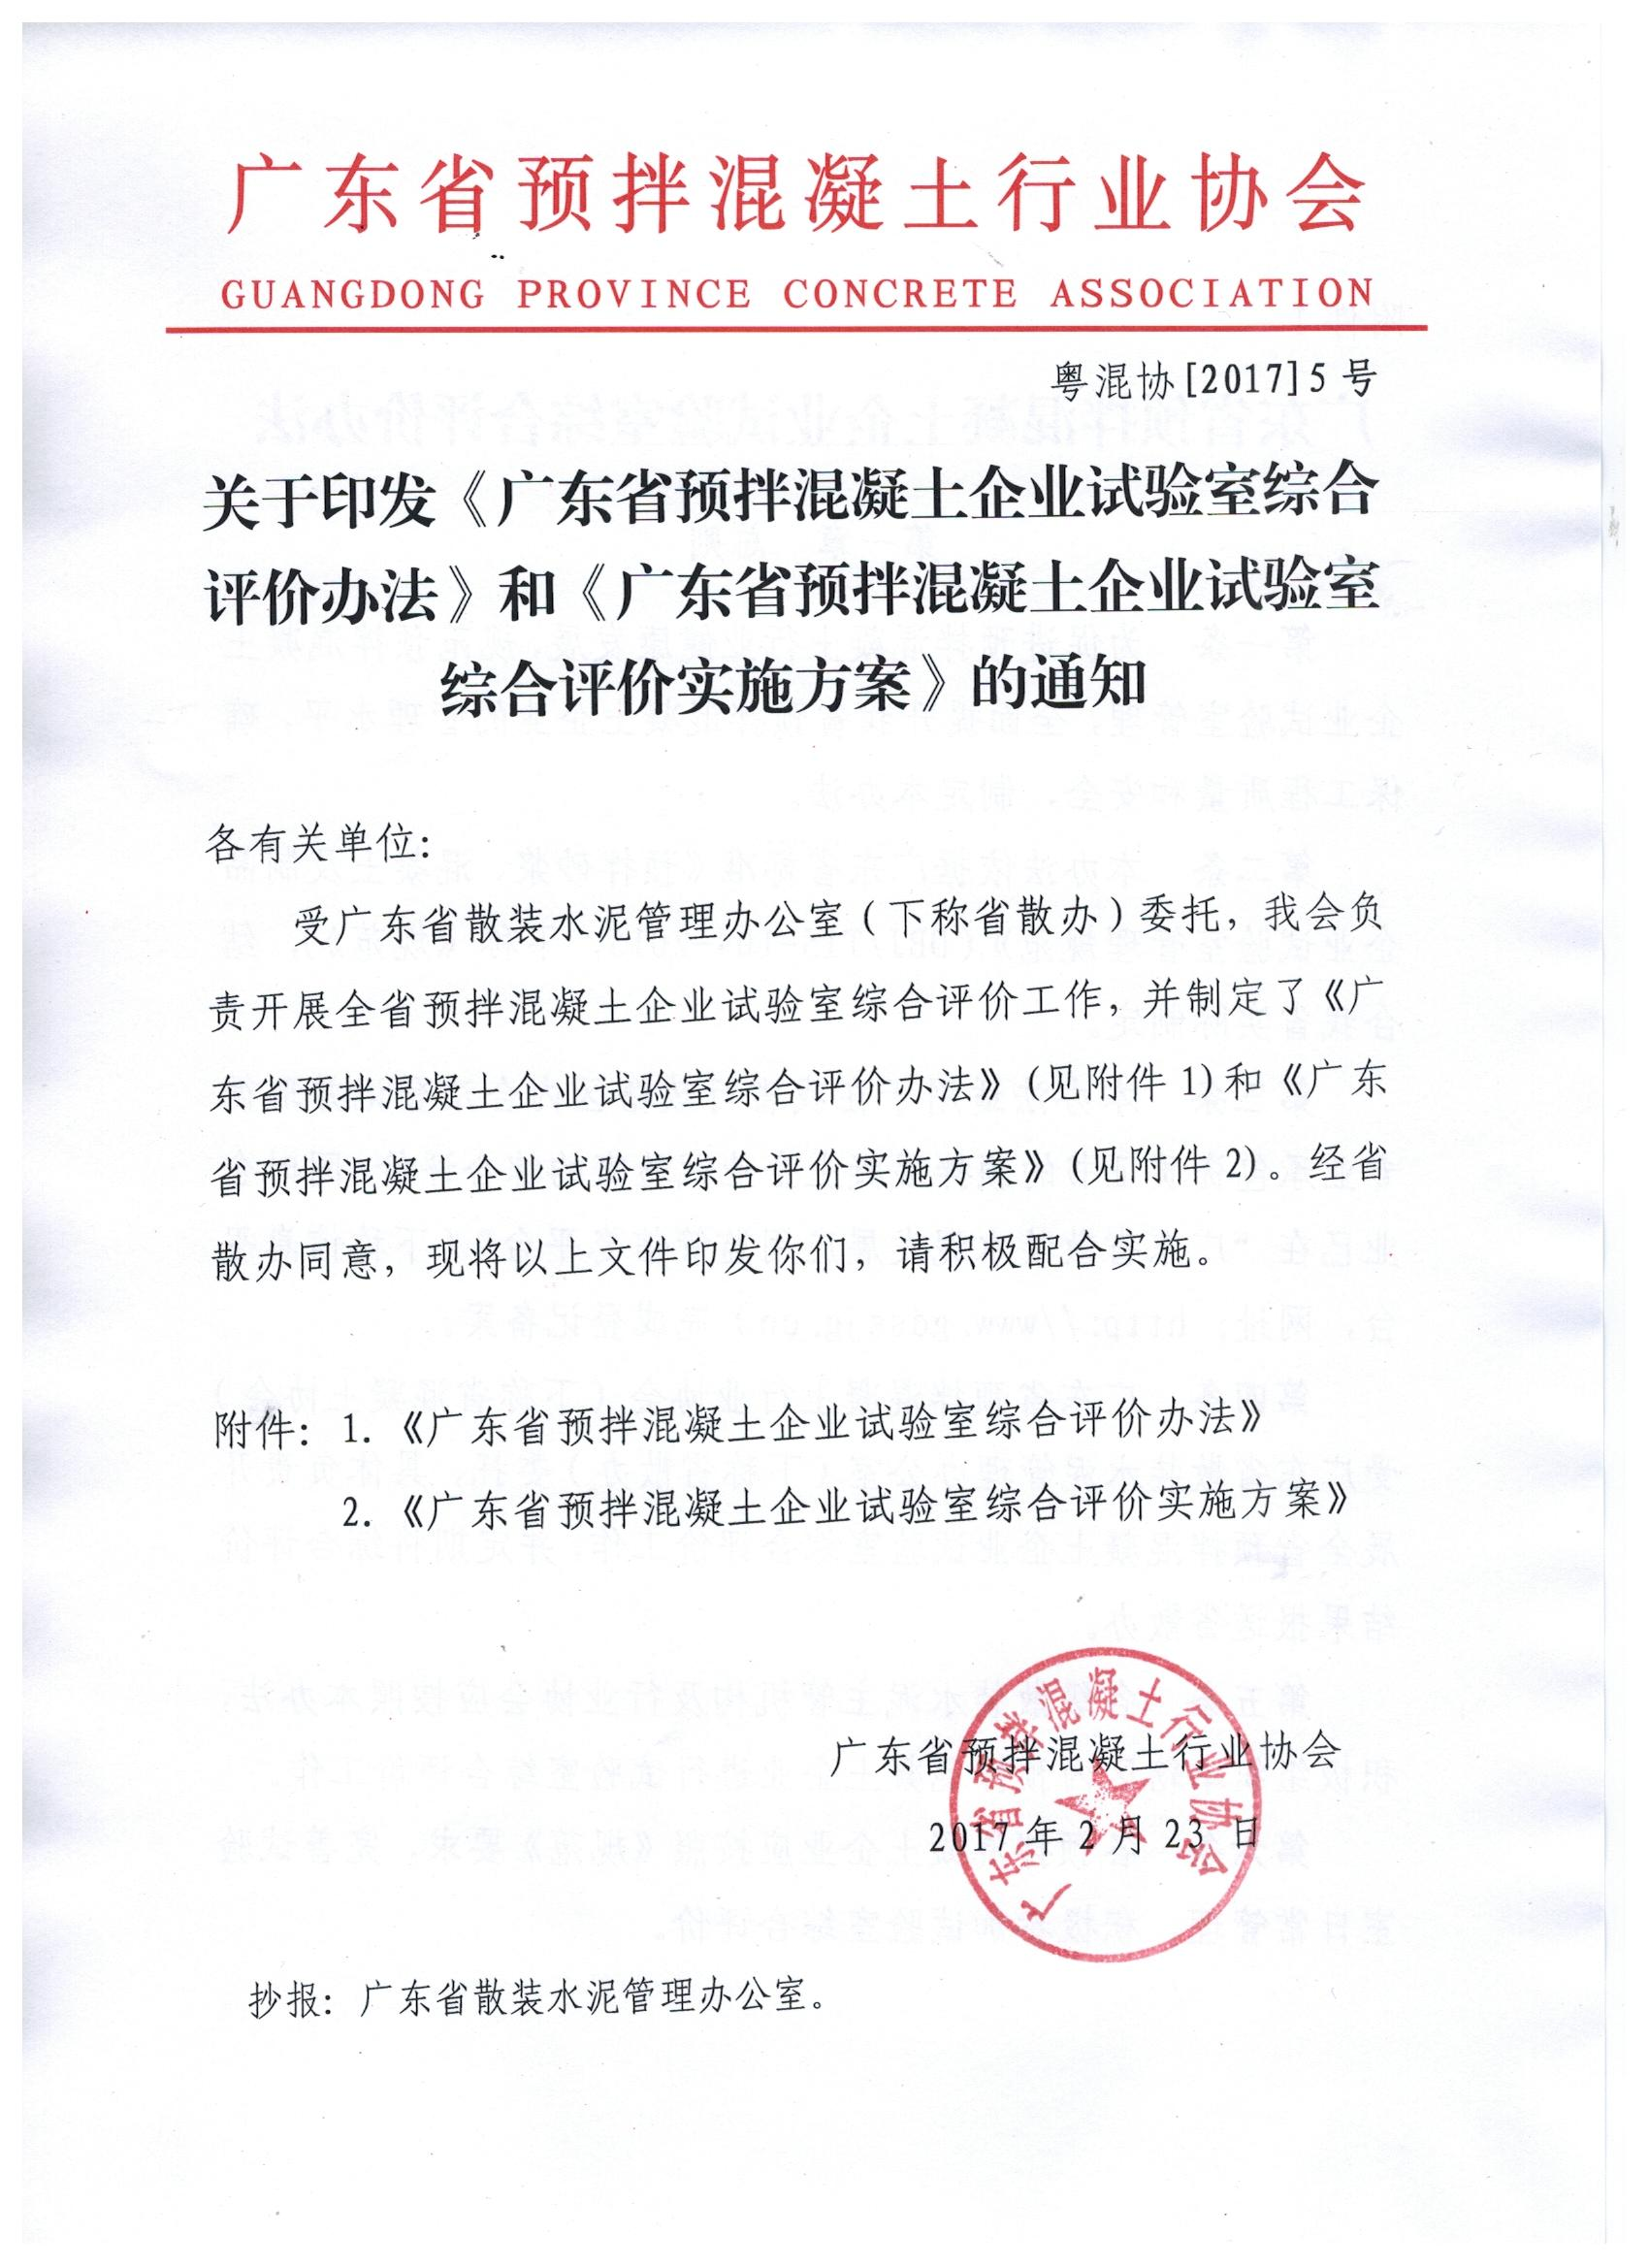 广东省预拌混凝土行业协会
GUANGDONG PROVINCE CONCRETE ASSOCIATION
粤混协[2017]5号
关于印发《广东省预拌混凝土企业试验室综合
评价办法》和《广东省预拌混凝土企业试验室
综合评价实施方案》的通知
各有关单位：
受广东省散装水泥管理办公室（下称省散办）委托，我会负
责开展全省预拌混凝土企业试验室综合评价工作，并制定了《广
东省预拌混凝土企业试验室综合评价办法》(见附件1)和《广东
省预拌混凝土企业试验室综合评价实施方案》(见附件2)。经省
散办同意，现将以上文件印发你们，请积极配合实施。
附件：1.《广东省预拌混凝土企业试验室综合评价办法》
2.《广东省预拌混凝土企业试验室综合评价实施方案》
广东省预拌混凝土行业协会
广东省预拌混凝土行业协会
2017年2月23日
抄报：广东省散装水泥管理办公室。